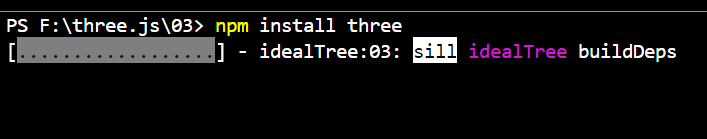 PS F:\three.js\03> npm install three
[..................] - idealTree:03: sill idealTree buildDeps